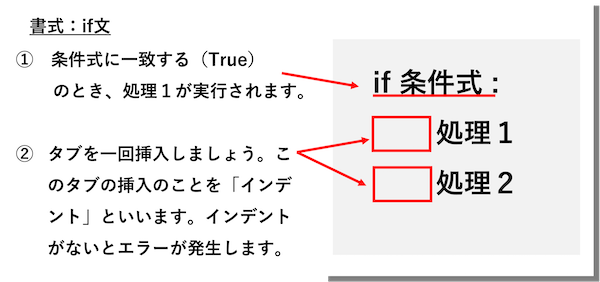 書式：if文
① 条件式に一致する（True）
のとき、処理１が実行されます。
② タブを一回挿入しましょう。こ
のタブの挿入のことを「インデ
ント」といいます。インデント
がないとエラーが発生します。
if 条件式 :
処理１
処理２